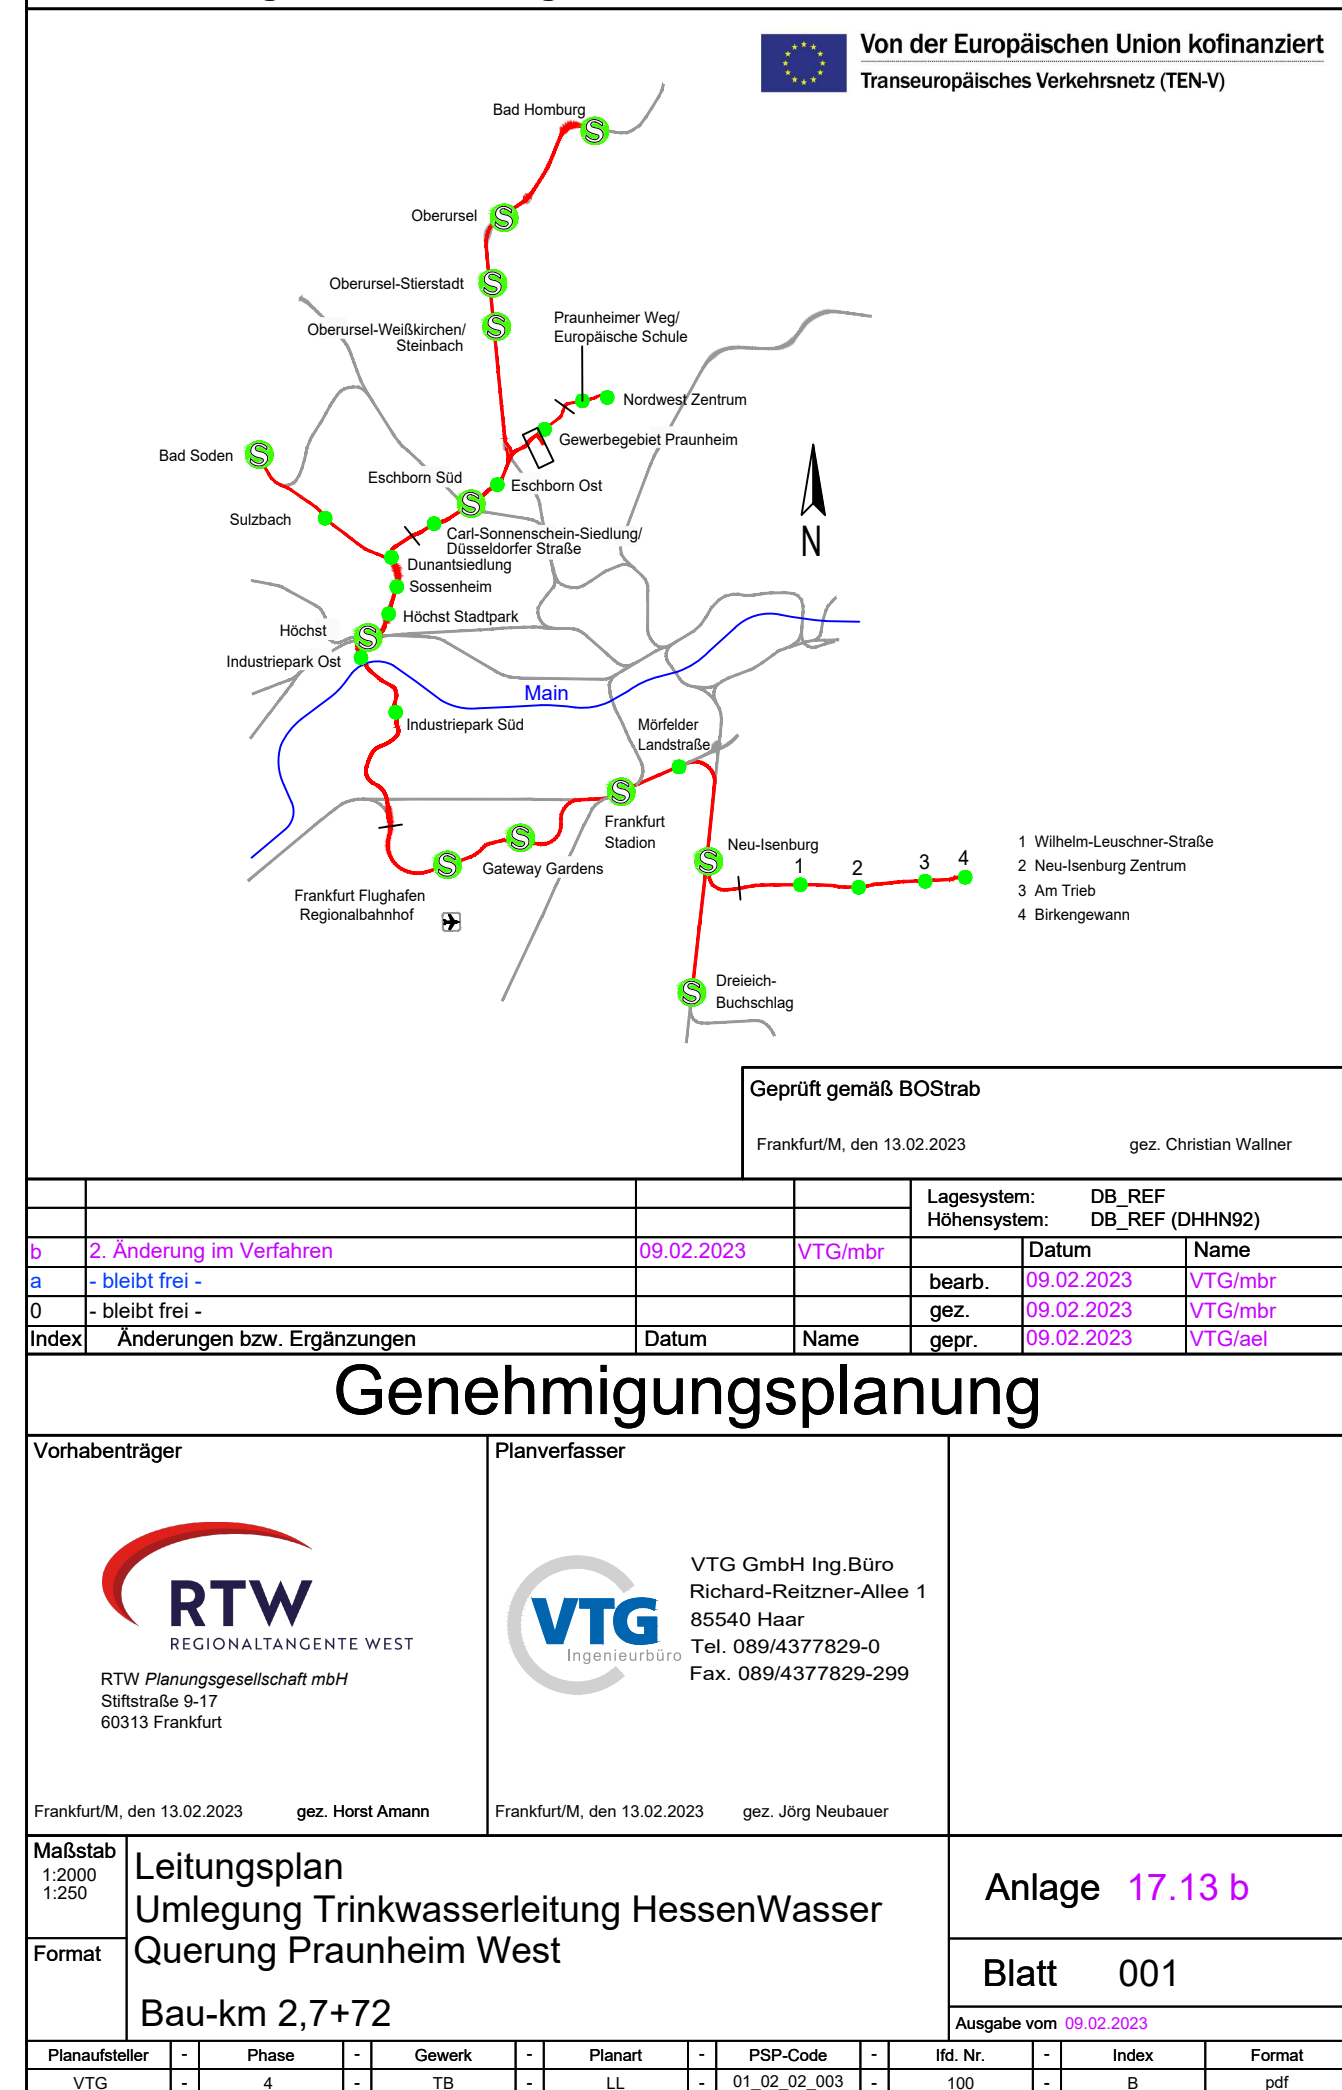 Von der Europäischen Union kofinanziert
Transeuropäisches Verkehrsnetz (TEN-V)
Bad Homburg
S
Oberursel
S
Oberursel-Stierstadt
S
Oberursel-Weißkirchen/
Steinbach
S
Praunheimer Weg/
Europäische Schule
Nordwest Zentrum
Gewerbegebiet Praunheim
Bad Soden
S
Eschborn Süd
S
Eschborn Ost
Sulzbach
Carl-Sonnenschein-Siedlung/
Düsseldorfer Straße
Dunantsiedlung
Sossenheim
Höchst Stadtpark
Höchst
S
Industriepark Ost
N
Main
Industriepark Süd
Mörfelder
Landstraße
S
Frankfurt
Stadion
S
Gateway Gardens
S
Frankfurt Flughafen
Regionalbahnhof
Neu-Isenburg
S
1
2
3
4
1 Wilhelm-Leuschner-Straße
2 Neu-Isenburg Zentrum
3 Am Trieb
4 Birkengewann
S
Dreieich-
Buchschlag
Geprüft gemäß BOStrab
Frankfurt/M, den 13.02.2023 gez. Christian Wallner
Lagesystem: DB_REF
Höhensystem: DB_REF (DHHN92)
b 2. Änderung im Verfahren 09.02.2023 VTG/mbr Datum Name
a - bleibt frei - bearb. 09.02.2023 VTG/mbr
0 - bleibt frei - gez. 09.02.2023 VTG/mbr
Index Änderungen bzw. Ergänzungen Datum Name gepr. 09.02.2023 VTG/ael
Genehmigungsplanung
Vorhabenträger
RTW
REGIONALTANGENTE WEST
RTW Planungsgesellschaft mbH
Stiftstraße 9-17
60313 Frankfurt
Frankfurt/M, den 13.02.2023 gez. Horst Amann
Planverfasser
VTG
Ingenieurbüro
VTG GmbH Ing.Büro
Richard-Reitzner-Allee 1
85540 Haar
Tel. 089/4377829-0
Fax. 089/4377829-299
Frankfurt/M, den 13.02.2023 gez. Jörg Neubauer
Maßstab
1:2000
1:250
Format
Leitungsplan
Umlegung Trinkwasserleitung HessenWasser
Querung Praunheim West
Bau-km 2,7+72
Anlage 17.13 b
Blatt 001
Ausgabe vom 09.02.2023
Planaufsteller - Phase - Gewerk - Planart - PSP-Code - lfd. Nr. - Index Format
VTG - 4 - TB - LL - 01_02_02_003 - 100 - B pdf